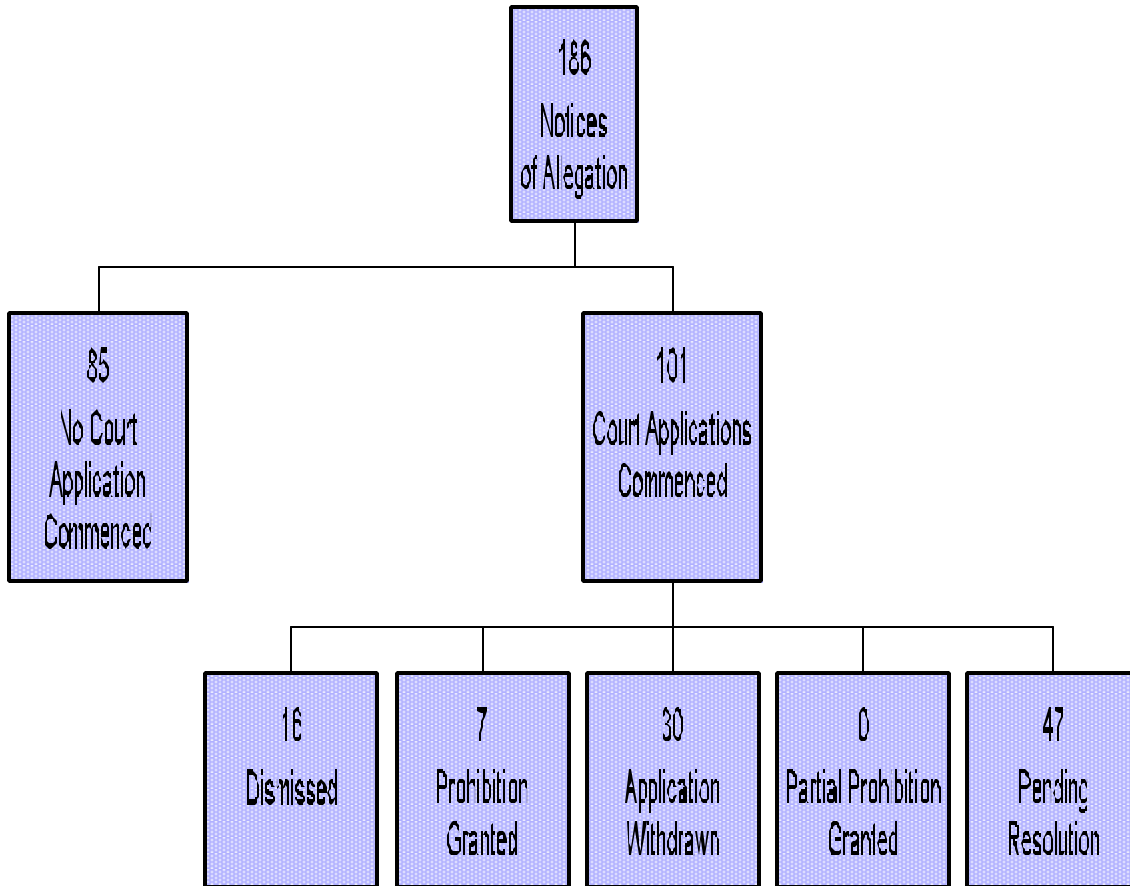 186
Notices
of Allegation
85
No Court
Application
Commenced
101
Court Applications
Commenced
16
Dismissed
7
Prohibition
Granted
30
Application
Withdrawn
0
Partial Prohibition
Granted
47
Pending
Resolution